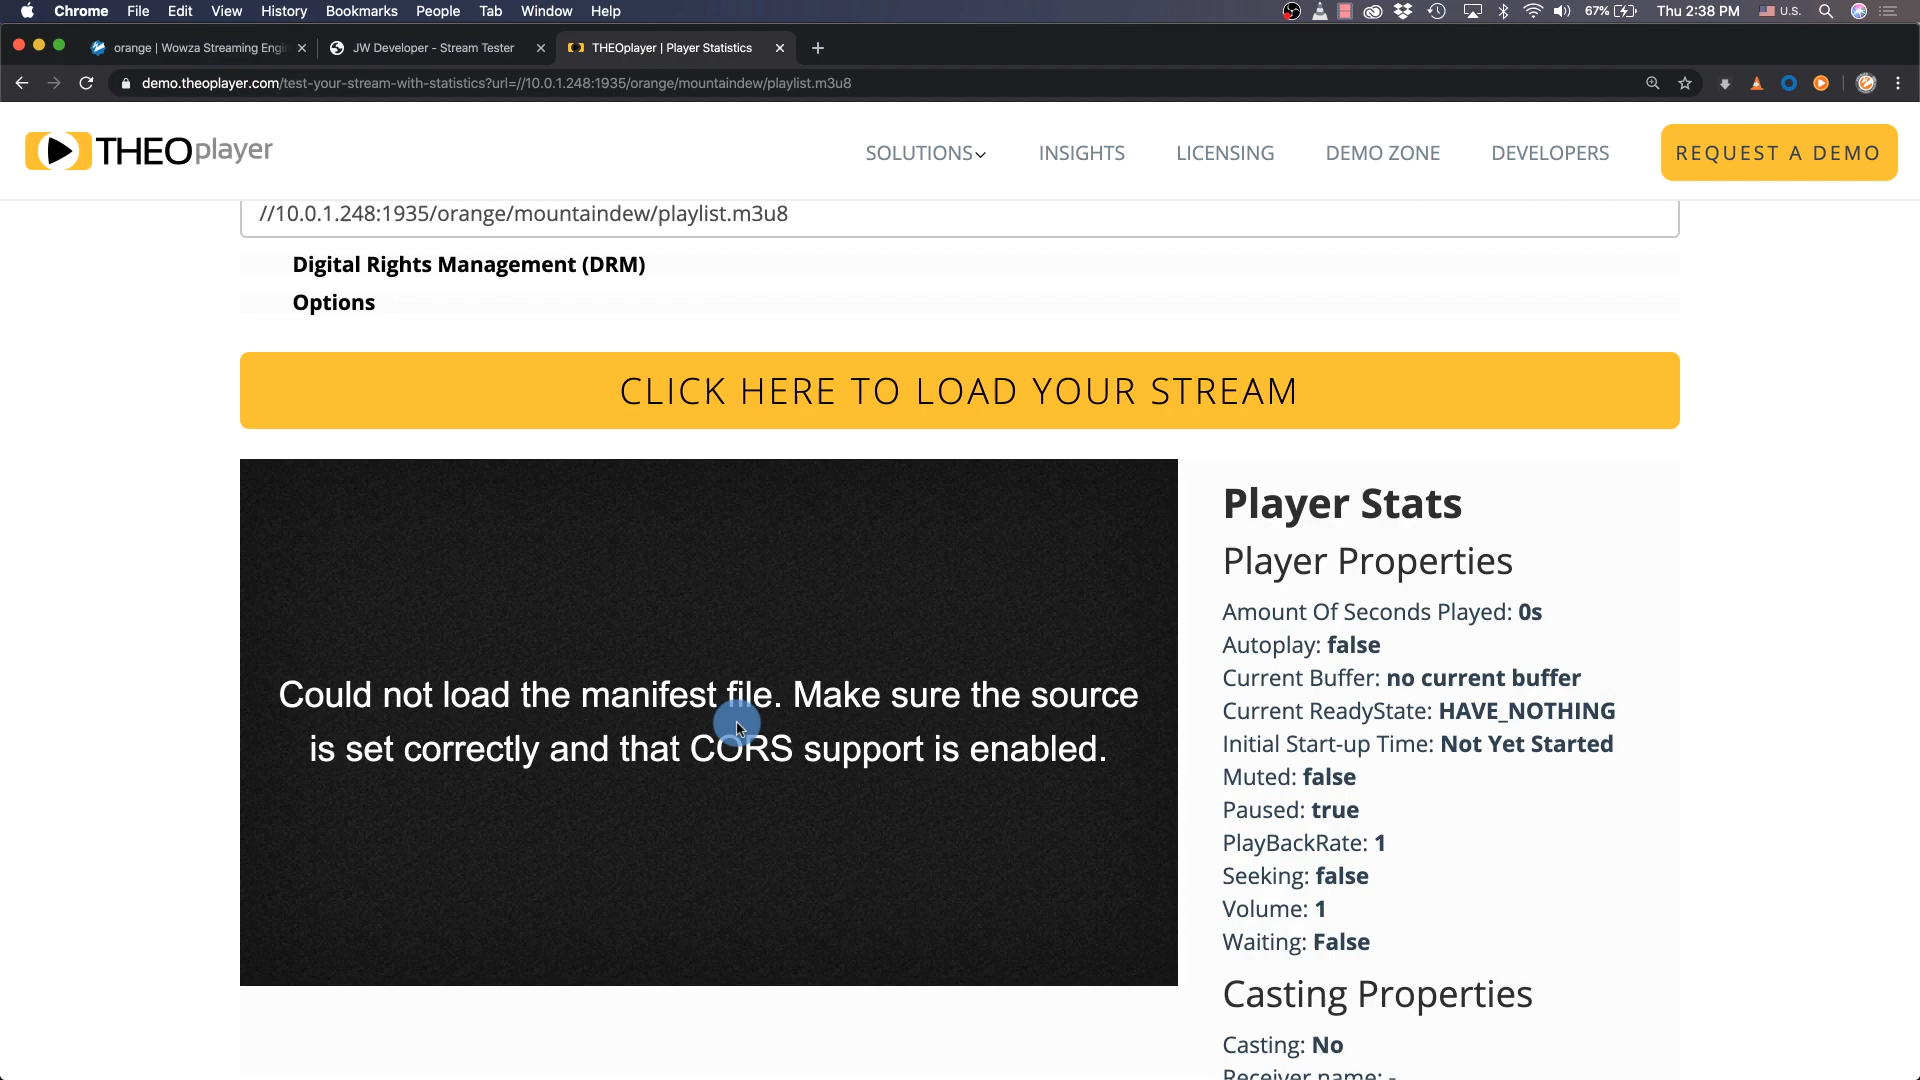 Chrome File Edit View History Bookmarks People Tab Window Help 67% Thu 2:38 PM U.S.
orange | Wowza Streaming Engi JW Developer - Stream Tester THEOplayer | Player Statistics
demo.theoplayer.com/test-your-stream-with-statistics?url=//10.0.1.248:1935/orange/mountaindew/playlist.m3u8
THEOplayer SOLUTIONS INSIGHTS LICENSING DEMO ZONE DEVELOPERS REQUEST A DEMO
//10.0.1.248:1935/orange/mountaindew/playlist.m3u8
Digital Rights Management (DRM)
Options
CLICK HERE TO LOAD YOUR STREAM
Could not load the manifest file. Make sure the source
is set correctly and that CORS support is enabled.
Player Stats
Player Properties
Amount Of Seconds Played: 0s
Autoplay: false
Current Buffer: no current buffer
Current ReadyState: HAVE_NOTHING
Initial Start-up Time: Not Yet Started
Muted: false
Paused: true
PlayBackRate: 1
Seeking: false
Volume: 1
Waiting: False
Casting Properties
Casting: No
Receiver name: -